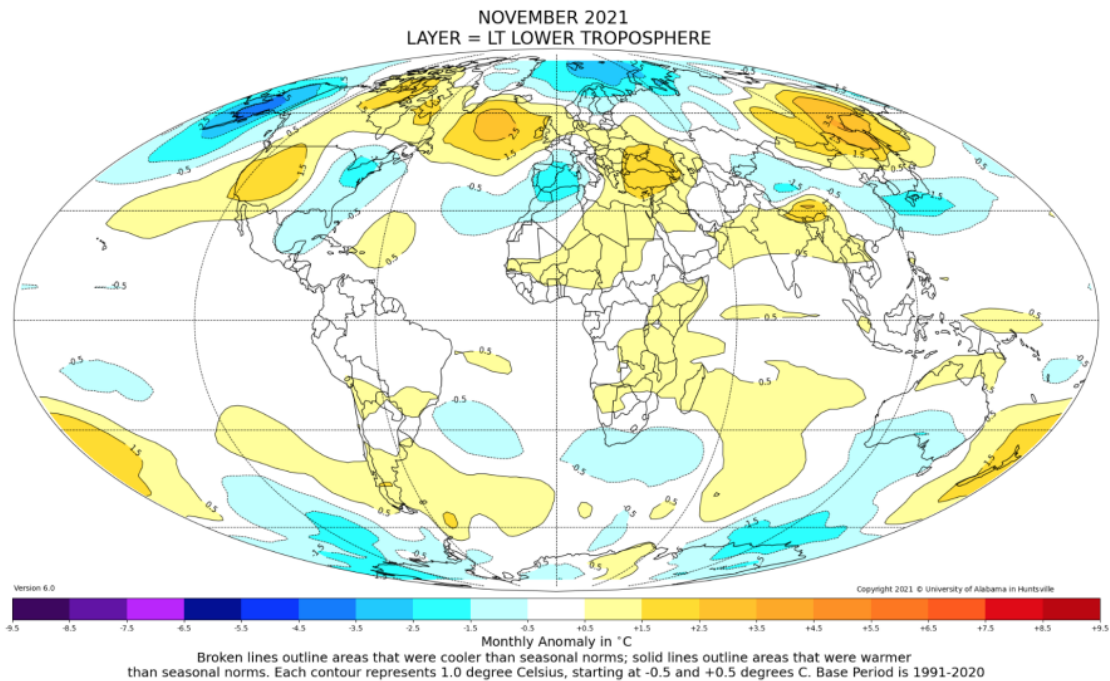 NOVEMBER 2021
LAYER = LT LOWER TROPOSPHERE
Version 6.0
Copyright 2021 © University of Alabama in Huntsville
-9.5 -8.5 -7.5 -6.5 -5.5 -4.5 -3.5 -2.5 -1.5 -0.5 +0.5 +1.5 +2.5 +3.5 +4.5 +5.5 +6.5 +7.5 +8.5 +9.5
Monthly Anomaly in °C
Broken lines outline areas that were cooler than seasonal norms; solid lines outline areas that were warmer
than seasonal norms. Each contour represents 1.0 degree Celsius, starting at -0.5 and +0.5 degrees C. Base Period is 1991-2020